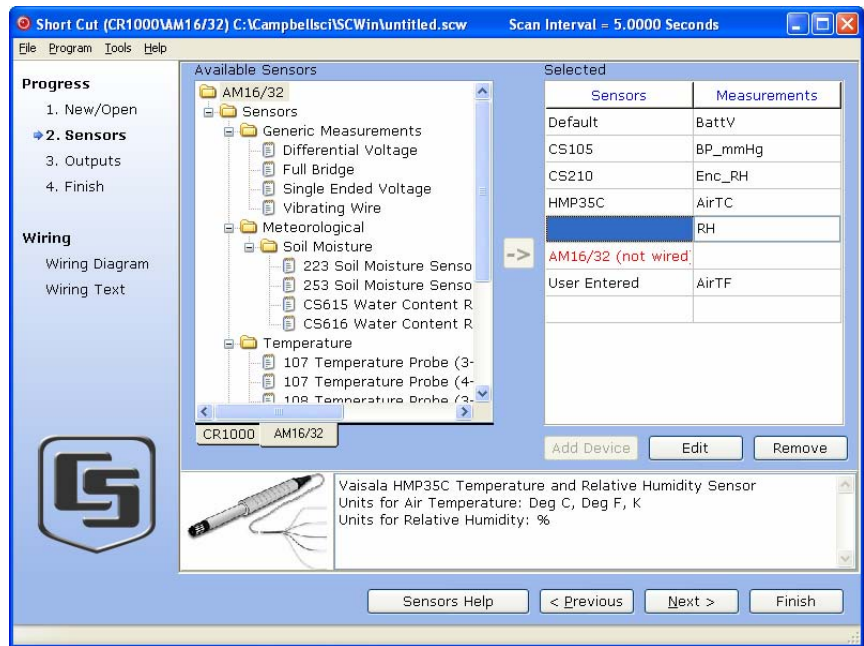 Short Cut (CR1000\AM16/32) C:\Campbellsci\SCWin\untitled.scw Scan Interval = 5.0000 Seconds
File Program Tools Help
Progress
1. New/Open
2. Sensors
3. Outputs
4. Finish
Wiring
Wiring Diagram
Wiring Text
Available Sensors
AM16/32
Sensors
Generic Measurements
Differential Voltage
Full Bridge
Single Ended Voltage
Vibrating Wire
Meteorological
Soil Moisture
223 Soil Moisture Senso
253 Soil Moisture Senso
CS615 Water Content R
CS616 Water Content R
Temperature
107 Temperature Probe (3-
107 Temperature Probe (4-
108 Temperature Probe (3-
CR1000 AM16/32
->
Selected
Sensors Measurements
Default BattV
CS105 BP_mmHg
CS210 Enc_RH
HMP35C AirTC
RH
AM16/32 (not wired)
User Entered AirTF
Add Device Edit Remove
Vaisala HMP35C Temperature and Relative Humidity Sensor
Units for Air Temperature: Deg C, Deg F, K
Units for Relative Humidity: %
Sensors Help < Previous Next > Finish